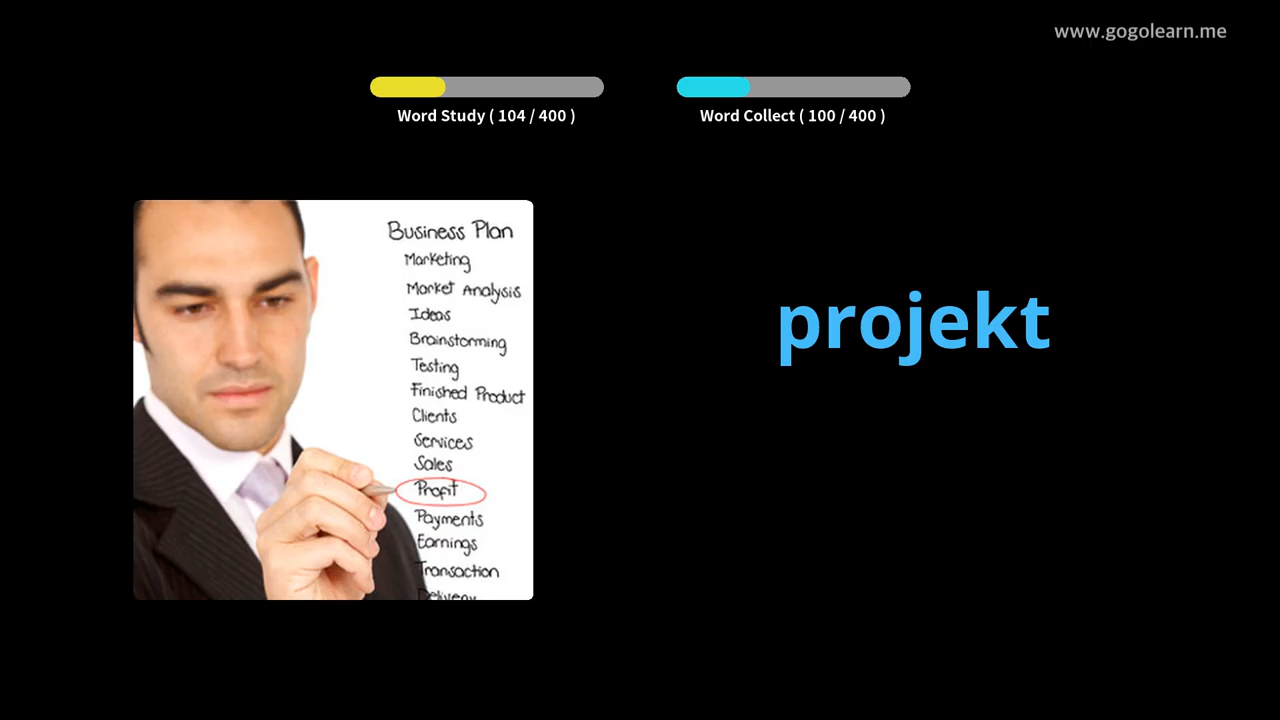 www.gogolearn.me
Word Study ( 104 / 400 )
Word Collect ( 100 / 400 )
Business Plan
Marketing
Market Analysis
Ideas
Brainstorming
Testing
Finished Product
Clients
Services
Sales
Profit
Payments
Earnings
Transaction
Delivery
projekt